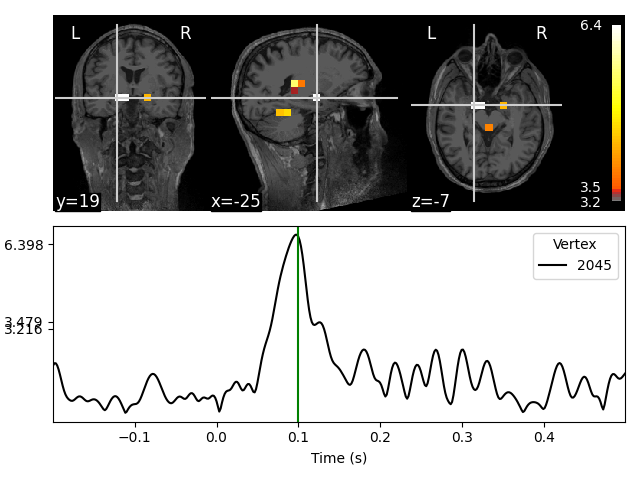 L R L R 6.4
3.5
3.2
y=19 x=-25 z=-7
6.398
3.479
3.216
Vertex
2045
−0.1 0.0 0.1 0.2 0.3 0.4
Time (s)